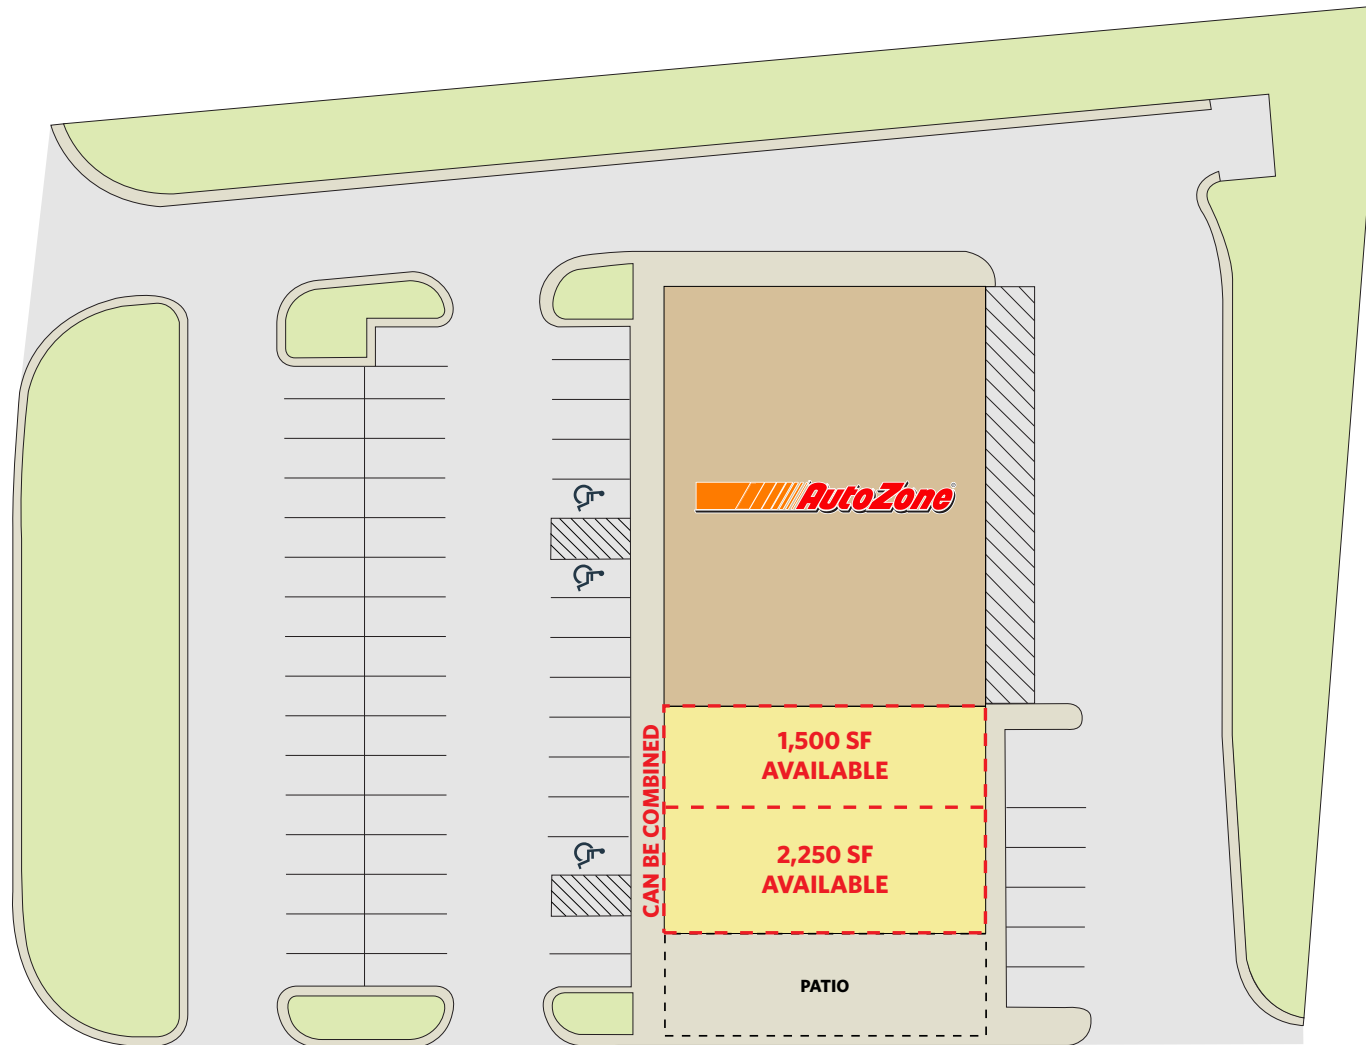 AutoZone
CAN BE COMBINED
1,500 SF
AVAILABLE
2,250 SF
AVAILABLE
PATIO